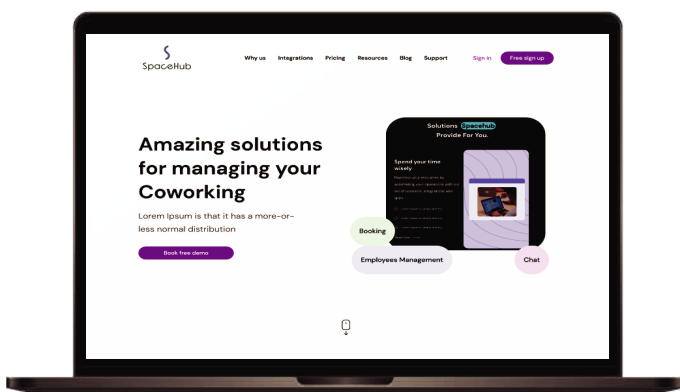 SpaceHub
Why us Integrations Pricing Resources Blog Support Sign in Free sign up
Amazing solutions
for managing your
Coworking
Lorem Ipsum is that it has a more-or-
less normal distribution
Book free demo
Solutions Spacehub
Provide For You.
Spend your time
wisely
Booking
Employees Management
Chat